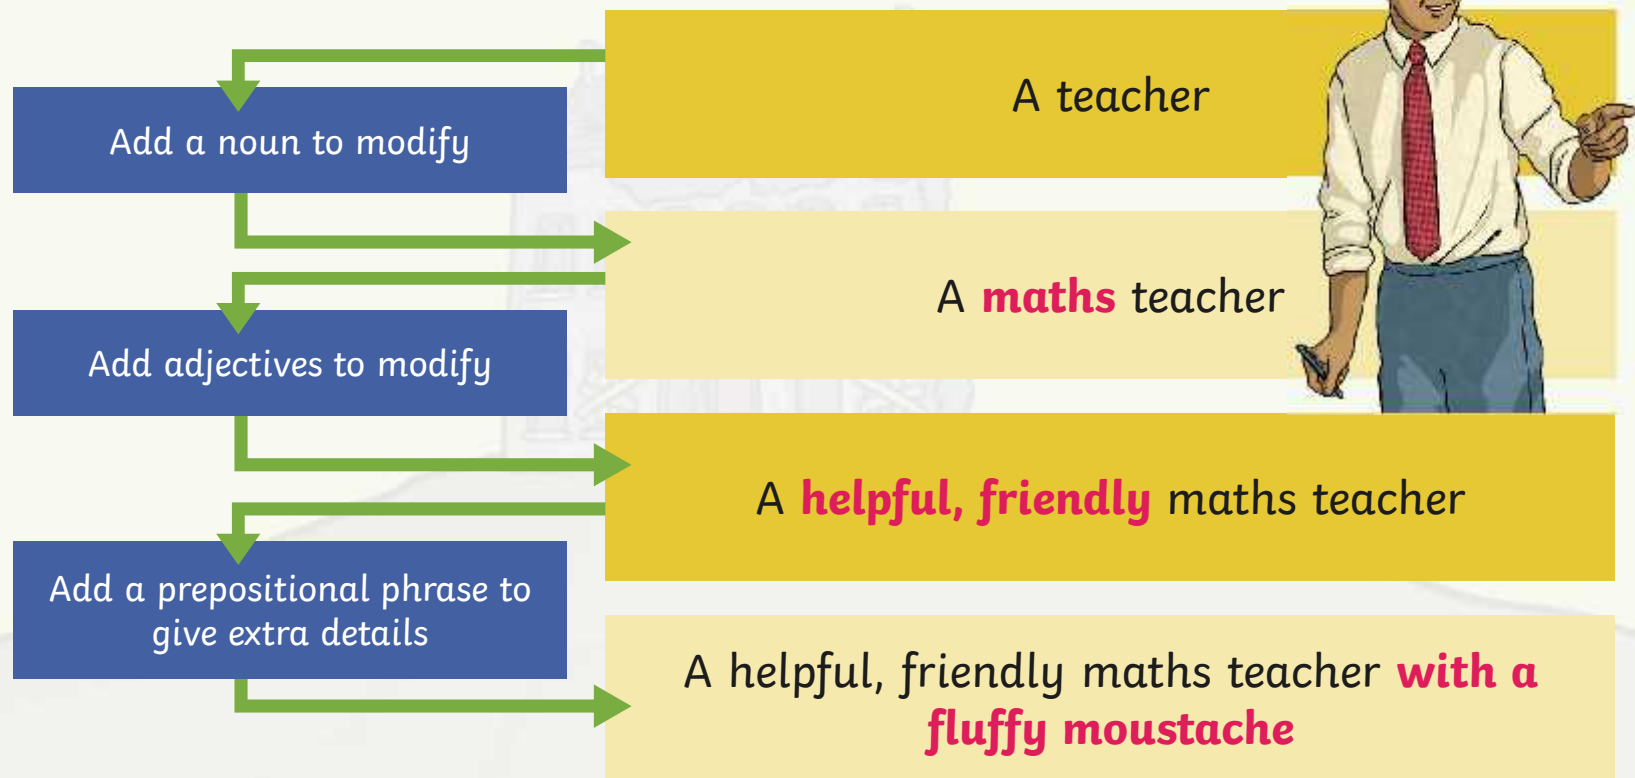 A teacher
Add a noun to modify
A maths teacher
Add adjectives to modify
A helpful, friendly maths teacher
Add a prepositional phrase to
give extra details
A helpful, friendly maths teacher with a
fluffy moustache